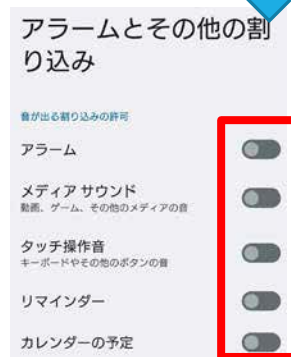 アラームとその他の割
り込み
音が出る割り込みの許可
アラーム
メディア サウンド
動画、ゲーム、その他のメディアの音
タッチ操作音
キーボードやその他のボタンの音
リマインダー
カレンダーの予定